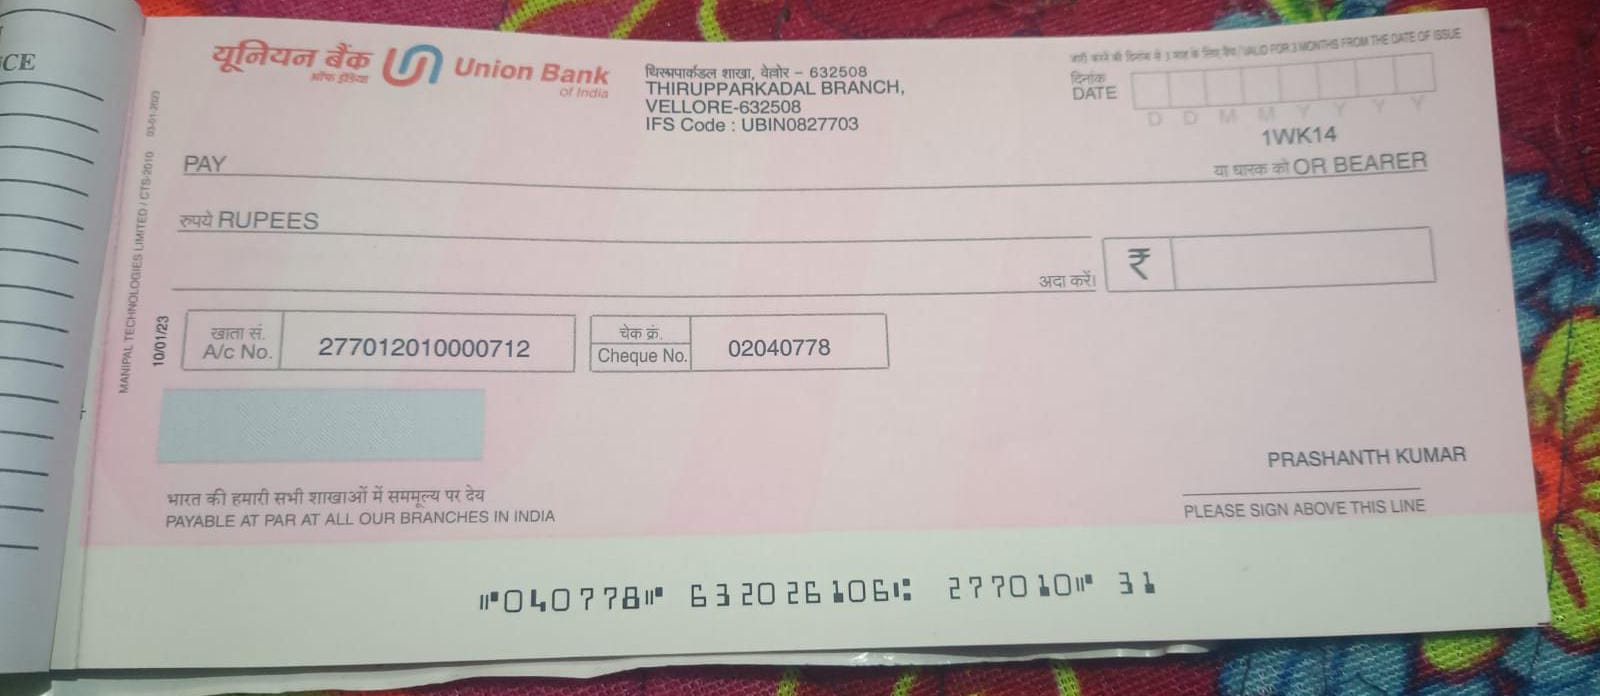 CE
यूनियन बैंक
ऑफ इंडिया
Union Bank
of India
थिरुपार्कडल शाखा, वेल्लोर – 632508
THIRUPPARKADAL BRANCH,
VELLORE-632508
IFS Code : UBIN0827703
जारी करने की दिनांक से 3 माह के लिए वैध / VALID FOR 3 MONTHS FROM THE DATE OF ISSUE
दिनांक
DATE
D D M M Y Y Y Y
1WK14
PAY
या धारक को OR BEARER
रुपये RUPEES
अदा करें।
₹
खाता सं.
A/c No.
277012010000712
चेक क्रं.
Cheque No.
02040778
MANIPAL TECHNOLOGIES LIMITED / CTS-2010 03-01-2023
10/01/23
PRASHANTH KUMAR
भारत की हमारी सभी शाखाओं में सममूल्य पर देय
PAYABLE AT PAR AT ALL OUR BRANCHES IN INDIA
PLEASE SIGN ABOVE THIS LINE
⑈040778⑈ 632026106⑆ 277010⑈ 31